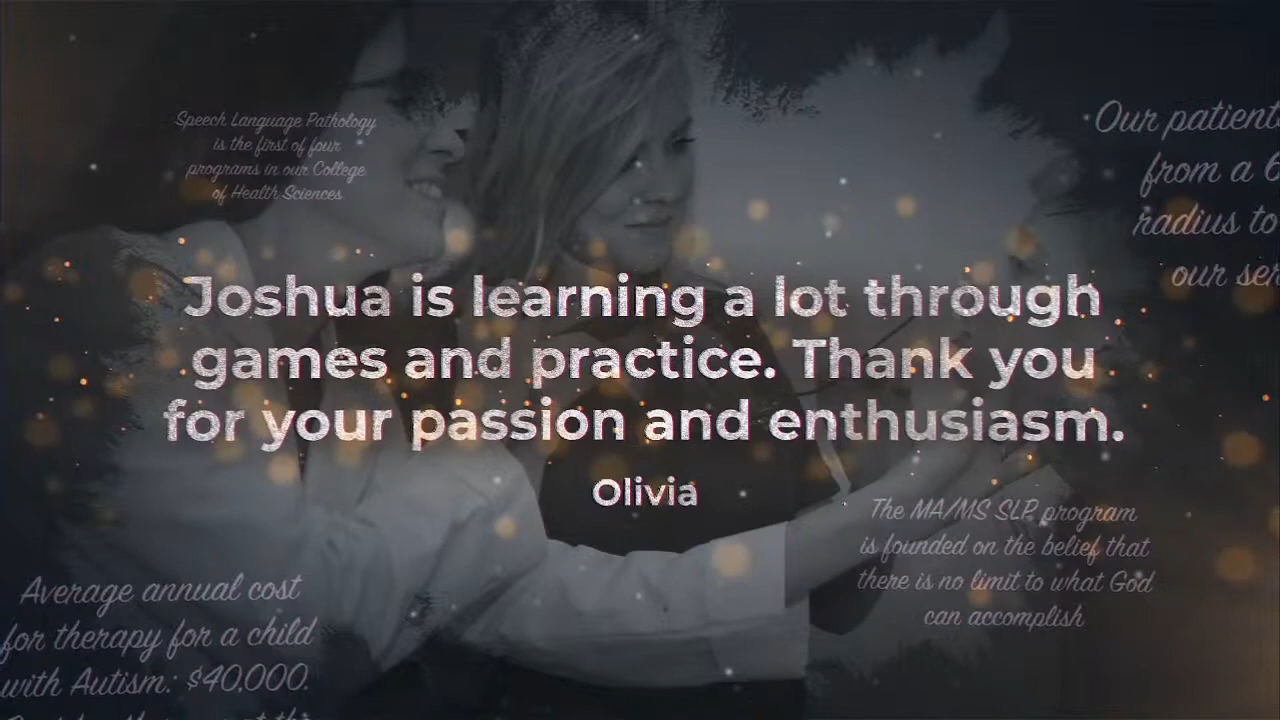 Speech Language Pathology
is the first of four
programs in our College
of Health Sciences
Our patient
from a 6
radius to
our ser
Joshua is learning a lot through
games and practice. Thank you
for your passion and enthusiasm.
Olivia
The MA/MS SLP program
is founded on the belief that
there is no limit to what God
can accomplish
Average annual cost
for therapy for a child
with Autism: $40,000.